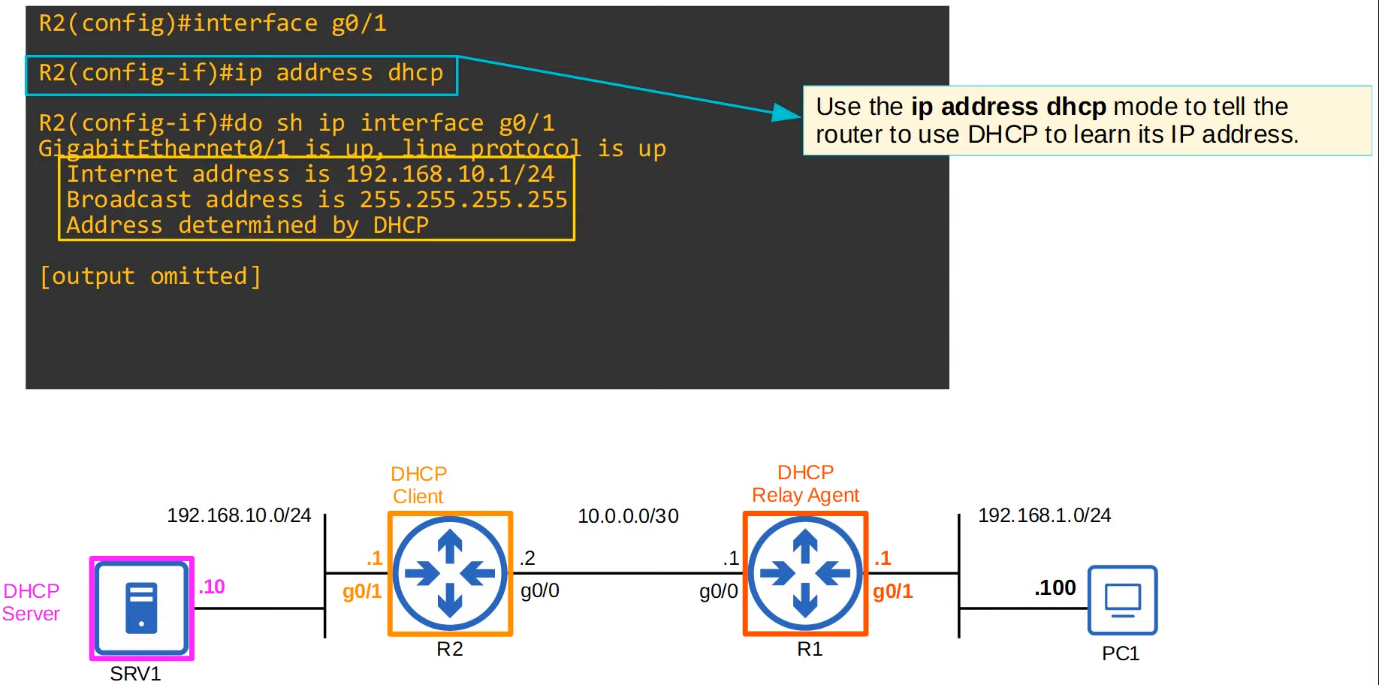 R2(config)#interface g0/1
R2(config-if)#ip address dhcp
Use the ip address dhcp mode to tell the
router to use DHCP to learn its IP address.
R2(config-if)#do sh ip interface g0/1
GigabitEthernet0/1 is up, line protocol is up
Internet address is 192.168.10.1/24
Broadcast address is 255.255.255.255
Address determined by DHCP
[output omitted]
DHCP
Client
DHCP
Relay Agent
192.168.10.0/24
10.0.0.0/30
192.168.1.0/24
DHCP
Server
.10
.1
g0/1
.2
g0/0
.1
g0/0
.1
g0/1
.100
SRV1
R2
R1
PC1